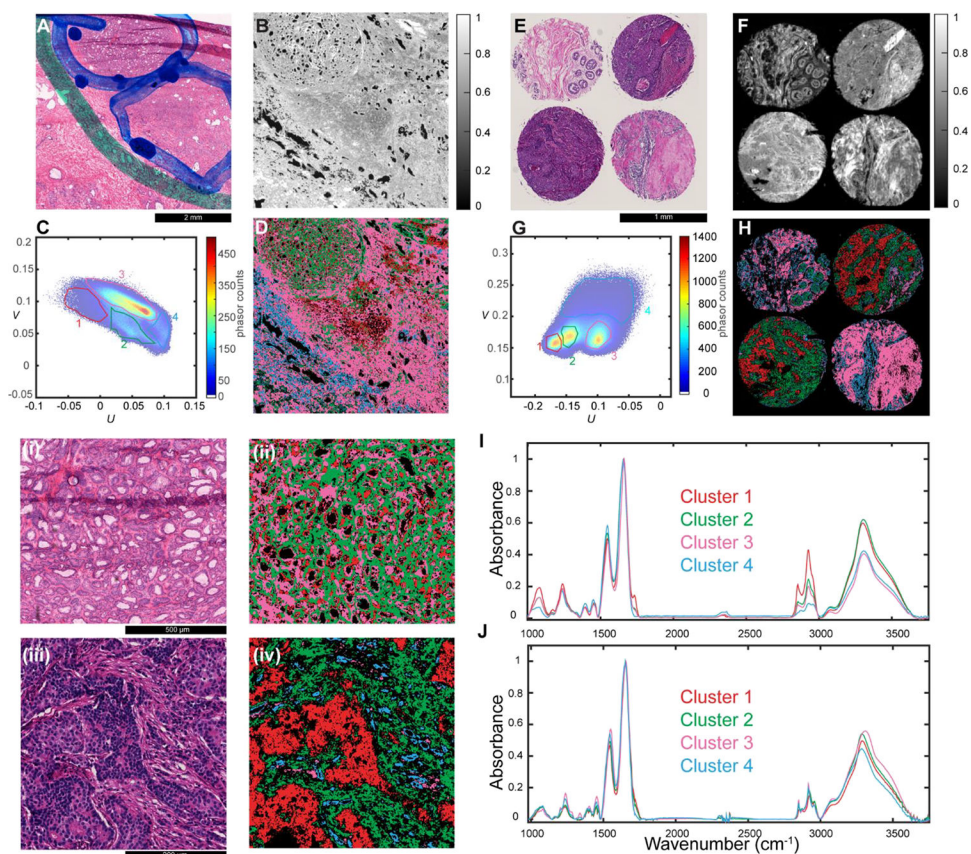 A
B
1
0.8
0.6
0.4
0.2
0
E
F
1
0.8
0.6
0.4
0.2
0
2 mm
1 mm
C
0.2
0.15
0.1
V
0.05
0
0.05
0.1
0.05
0
0.05
0.1
0.15
U
1
2
3
4
450
350
250
150
50
0
phasor counts
D
G
0.3
0.25
0.2
V
0.15
0.1
-0.2
-0.15
-0.1
-0.05
0
U
1
2
3
4
1400
1200
1000
800
600
400
200
0
phasor counts
H
(i)
(ii)
500 µm
(iii)
(iv)
I
Absorbance
1
0.8
0.6
0.4
0.2
0
Cluster 1
Cluster 2
Cluster 3
Cluster 4
1000 1500 2000 2500 3000 3500
J
Absorbance
1
0.8
0.6
0.4
0.2
0
Cluster 1
Cluster 2
Cluster 3
Cluster 4
1000 1500 2000 2500 3000 3500
Wavenumber (cm⁻¹)